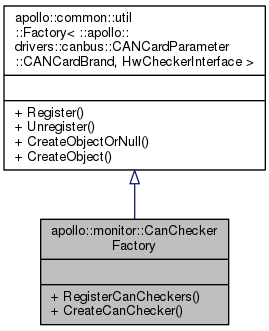 apollo::common::util
::Factory< ::apollo::
drivers::canbus::CANCardParameter
::CANCardBrand, HwCheckerInterface >
+ Register()
+ Unregister()
+ CreateObjectOrNull()
+ CreateObject()
apollo::monitor::CanChecker
Factory
+ RegisterCanCheckers()
+ CreateCanChecker()